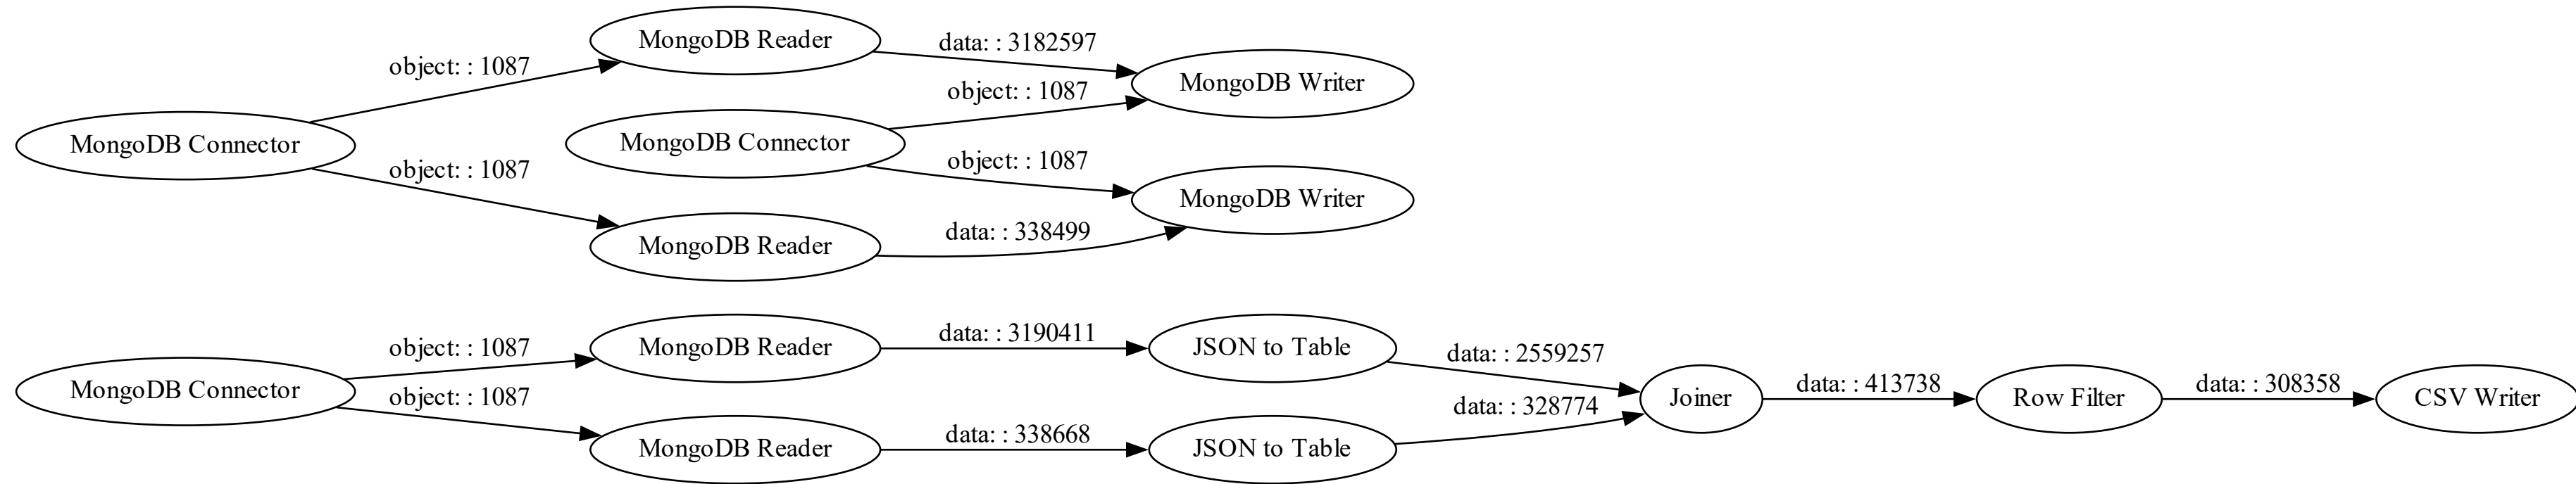 MongoDB Reader
data: : 3182597
object: : 1087
MongoDB Writer
object: : 1087
MongoDB Connector
MongoDB Connector
object: : 1087
object: : 1087
MongoDB Writer
data: : 338499
MongoDB Reader
MongoDB Reader
data: : 3190411
JSON to Table
object: : 1087
data: : 2559257
MongoDB Connector
Joiner
data: : 413738
Row Filter
data: : 308358
CSV Writer
object: : 1087
data: : 328774
MongoDB Reader
data: : 338668
JSON to Table